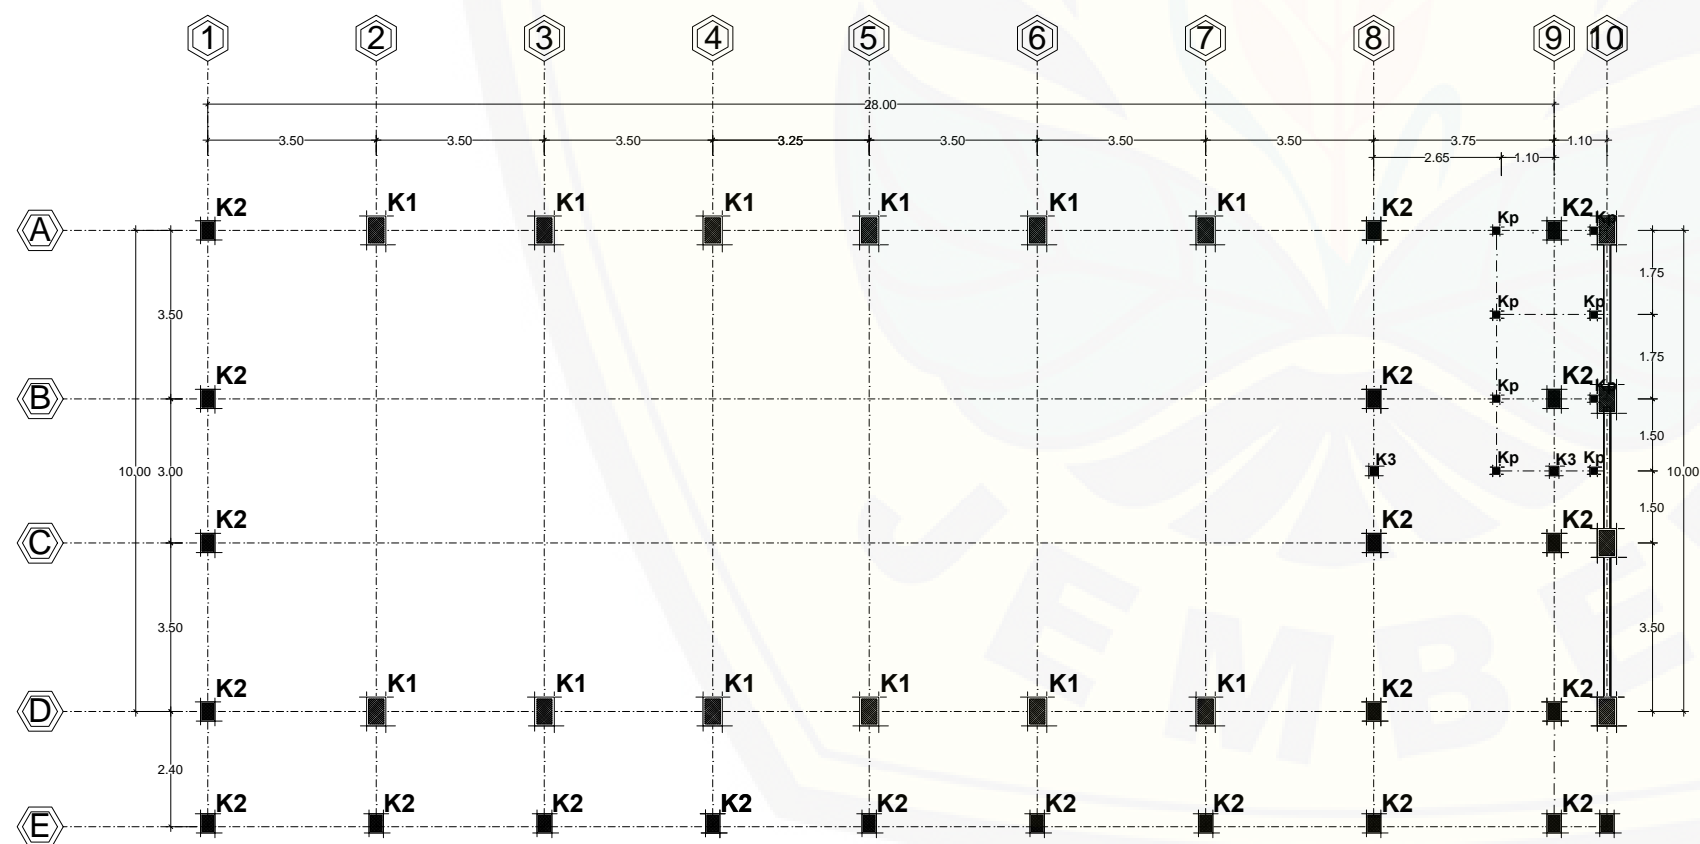 1 2 3 4 5 6 7 8 9 10
28.00
3.50 3.50 3.50 3.25 3.50 3.50 3.50 3.75 1.10
2.65 1.10
K2 K1 K1 K1 K1 K1 K1 K2 K2
Kp Kp
A
1.75
Kp Kp
3.50
1.75
K2 K2 K2
Kp Kp
B
1.50
K3 Kp K3 Kp
10.00 3.00 10.00
1.50
K2 K2 K2
C
3.50 3.50
K2 K1 K1 K1 K1 K1 K1 K2 K2
D
2.40
K2 K2 K2 K2 K2 K2 K2 K2 K2
E
JEMBE